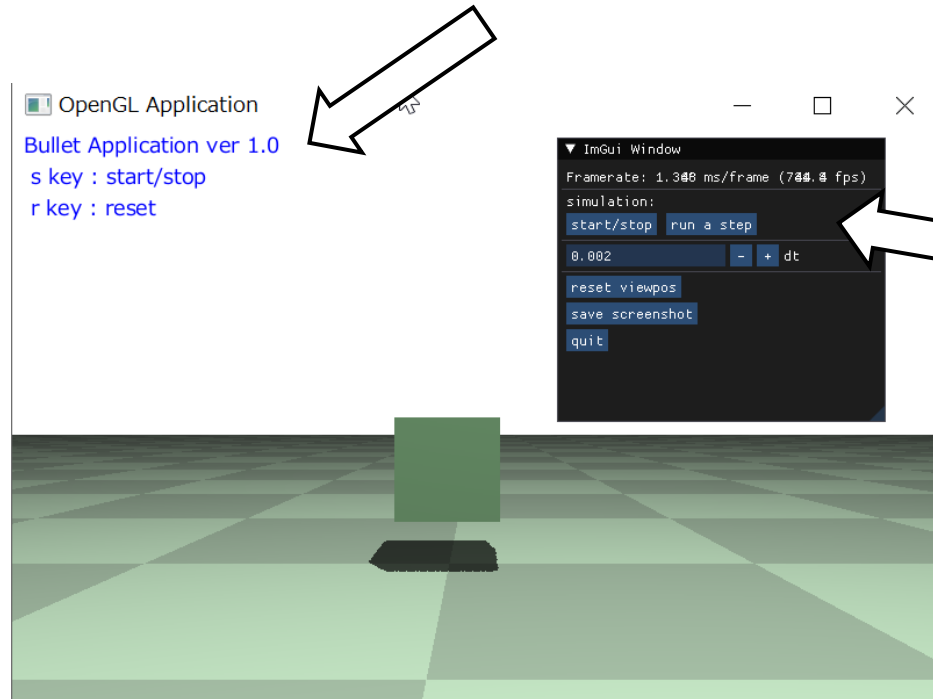 OpenGL Application
Bullet Application ver 1.0
s key : start/stop
r key : reset
ImGui Window
Framerate: ms/frame ( fps)
simulation:
start/stop run a step
0.002 - + dt
reset viewpos
save screenshot
quit